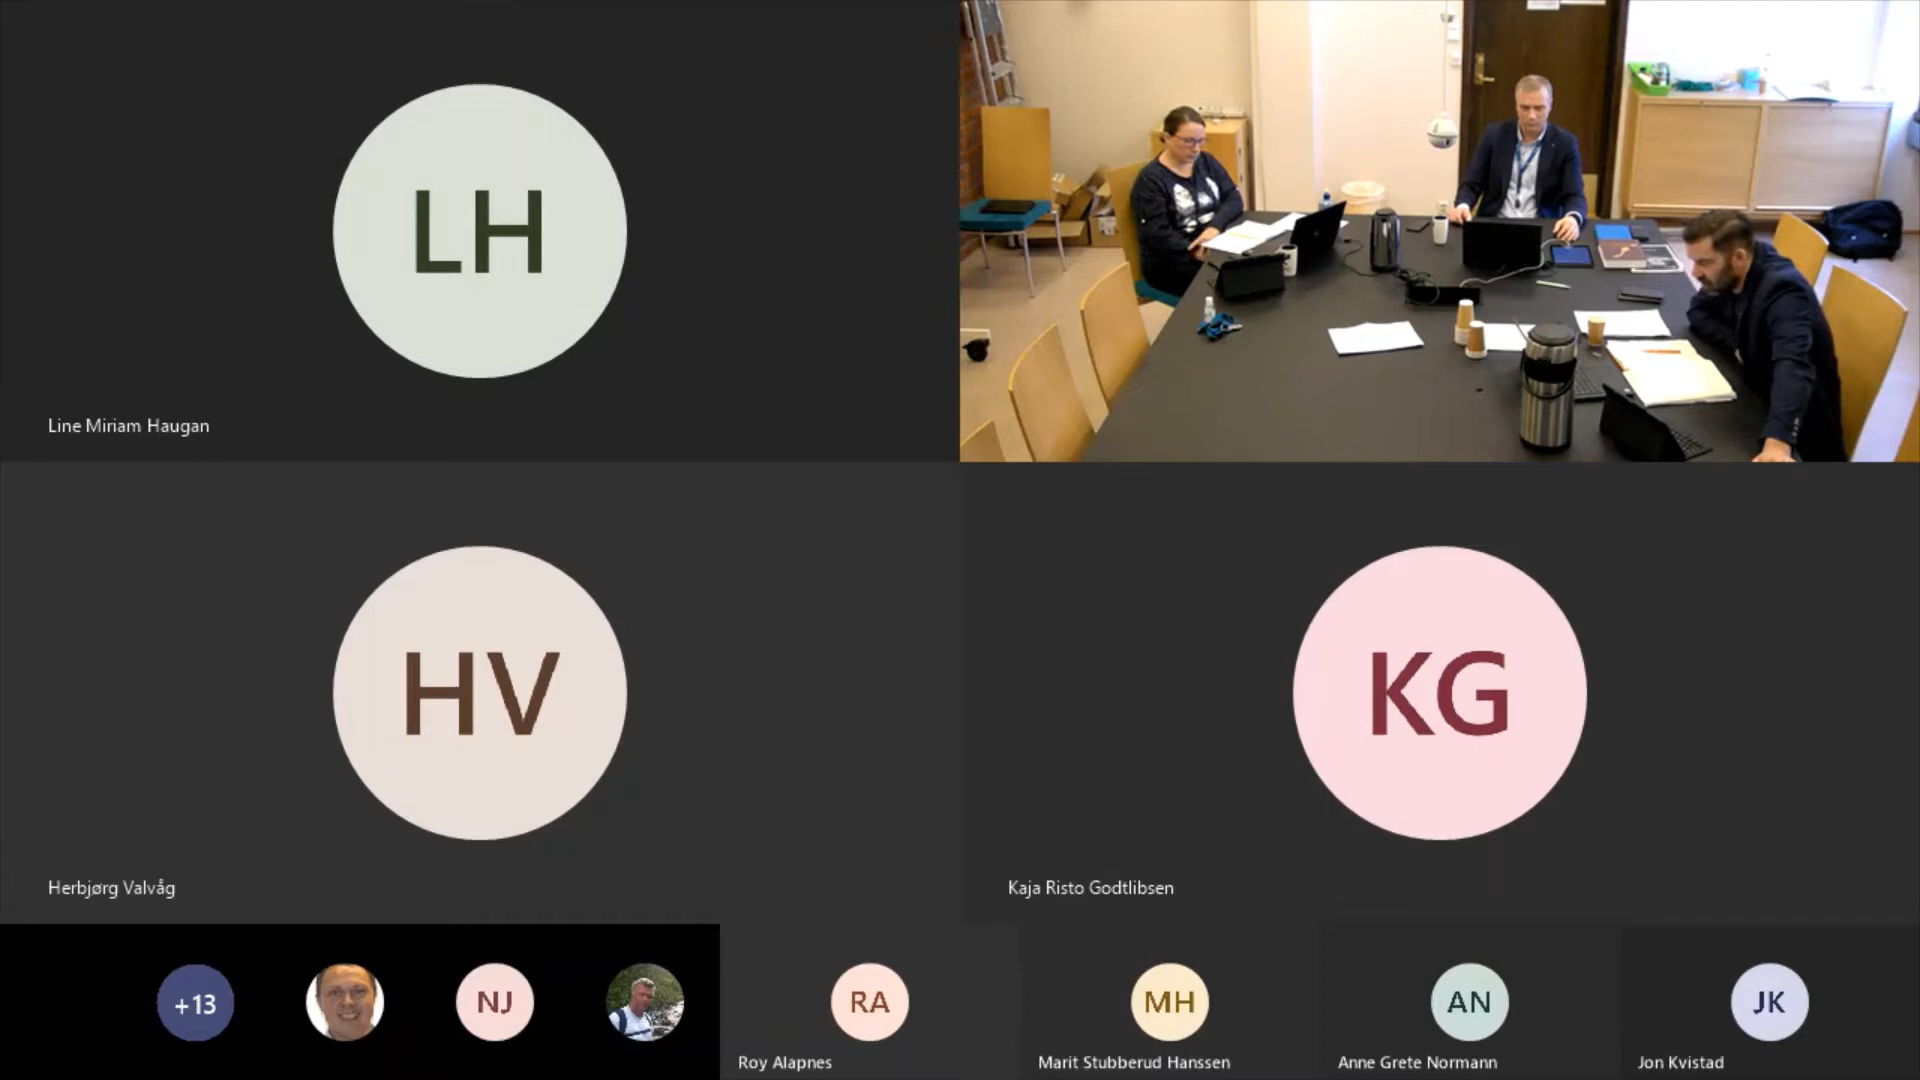 LH
Line Miriam Haugan
HV
Herbjørg Valvåg
KG
Kaja Risto Godtlibsen
+13
NJ
RA
Roy Alapnes
MH
Marit Stubberud Hanssen
AN
Anne Grete Normann
JK
Jon Kvistad